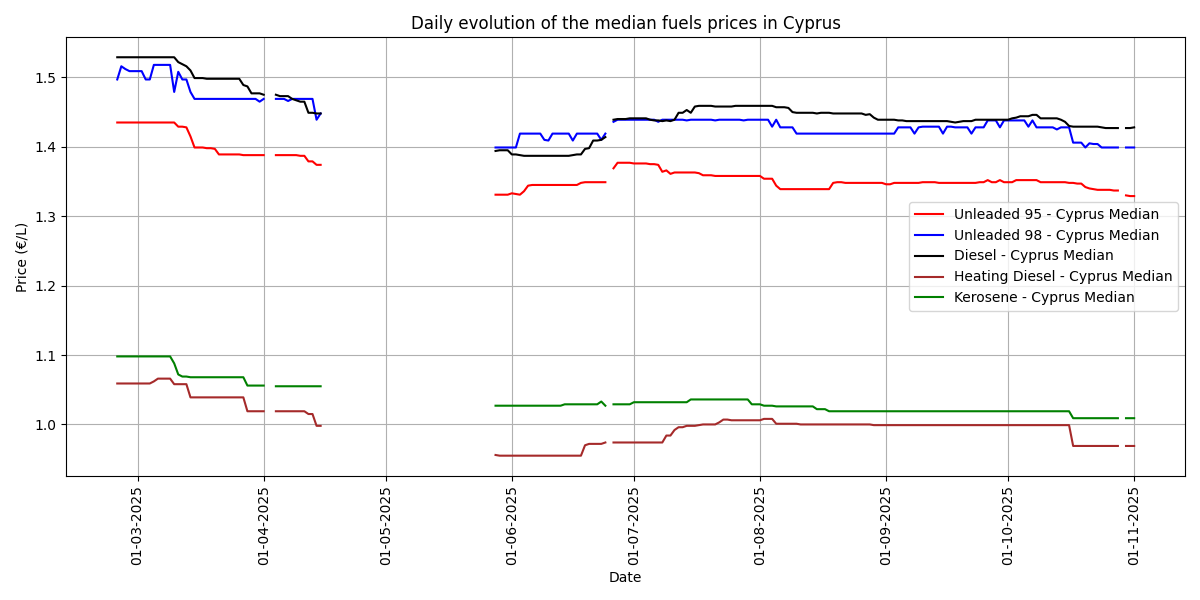 Daily evolution of the median fuels prices in Cyprus
Price (€/L)
1.5
1.4
1.3
1.2
1.1
1.0
Unleaded 95 - Cyprus Median
Unleaded 98 - Cyprus Median
Diesel - Cyprus Median
Heating Diesel - Cyprus Median
Kerosene - Cyprus Median
01-03-2025
01-04-2025
01-05-2025
01-06-2025
01-07-2025
01-08-2025
01-09-2025
01-10-2025
01-11-2025
Date